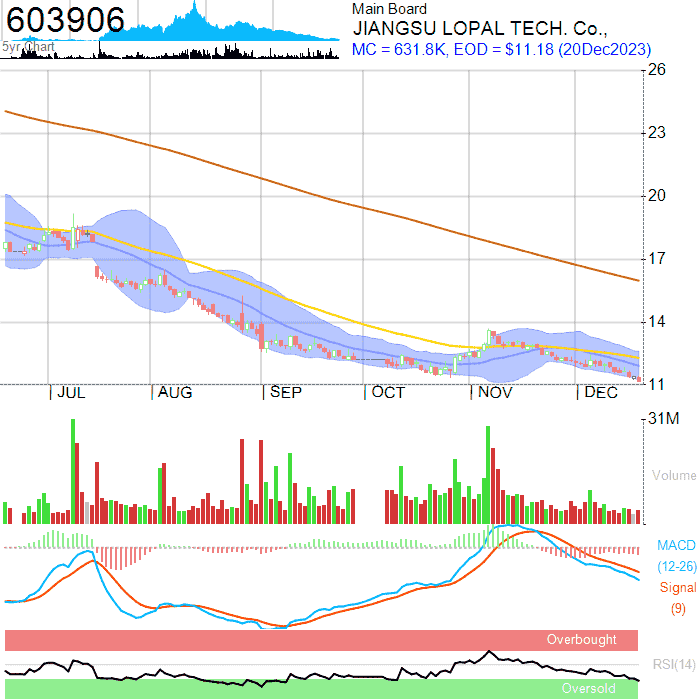 603906
Main Board
JIANGSU LOPAL TECH. Co.,
5yr Chart
MC = 631.8K, EOD = $11.18 (20Dec2023)
26
23
20
17
14
11
JUL AUG SEP OCT NOV DEC
31M
Volume
MACD
(12-26)
Signal
(9)
Overbought
RSI(14)
Oversold